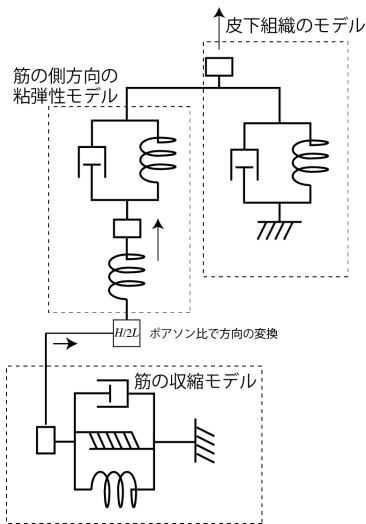 皮下組織のモデル
筋の側方向の
粘弾性モデル
H/2L
ポアソン比で方向の変換
筋の収縮モデル